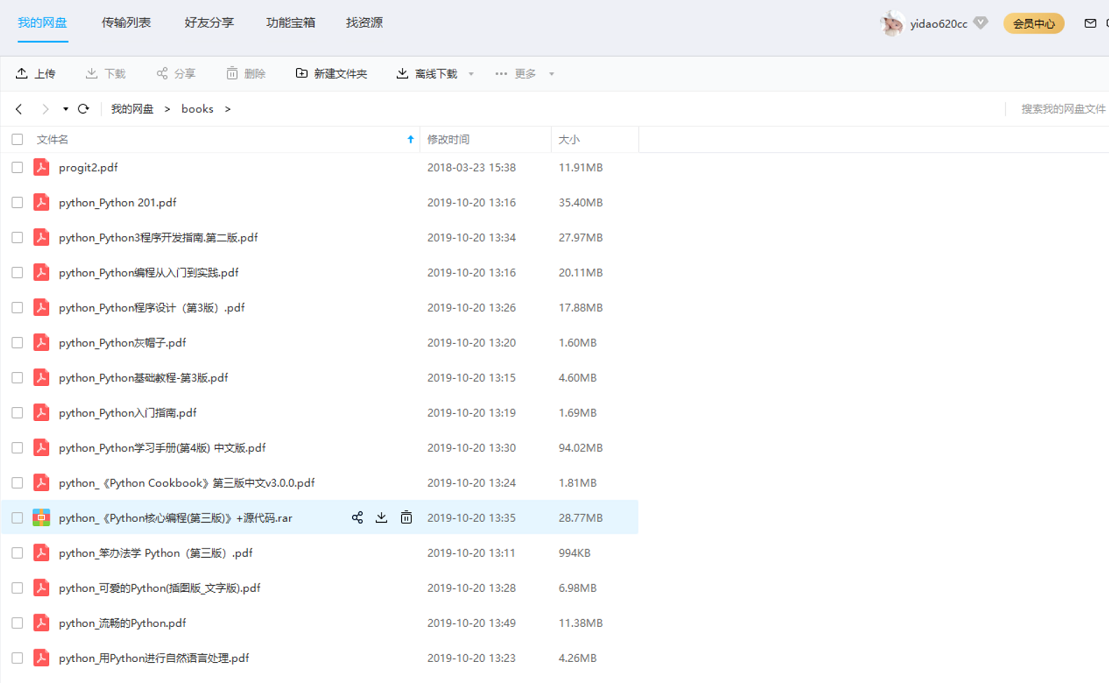 我的网盘 传输列表 好友分享 功能宝箱 找资源 yidao620cc 会员中心
上传 下载 分享 删除 新建文件夹 离线下载 更多
我的网盘 > books > 搜索我的网盘文件
文件名 修改时间 大小
progit2.pdf 2018-03-23 15:38 11.91MB
python_Python 201.pdf 2019-10-20 13:16 35.40MB
python_Python3程序开发指南.第二版.pdf 2019-10-20 13:34 27.97MB
python_Python编程从入门到实践.pdf 2019-10-20 13:16 20.11MB
python_Python程序设计（第3版）.pdf 2019-10-20 13:26 17.88MB
python_Python灰帽子.pdf 2019-10-20 13:20 1.60MB
python_Python基础教程-第3版.pdf 2019-10-20 13:15 4.60MB
python_Python入门指南.pdf 2019-10-20 13:19 1.69MB
python_Python学习手册(第4版) 中文版.pdf 2019-10-20 13:30 94.02MB
python_《Python Cookbook》第三版中文v3.0.0.pdf 2019-10-20 13:24 1.81MB
python_《Python核心编程(第三版)》+源代码.rar 2019-10-20 13:35 28.77MB
python_笨办法学 Python（第三版）.pdf 2019-10-20 13:11 994KB
python_可爱的Python(插图版_文字版).pdf 2019-10-20 13:28 6.98MB
python_流畅的Python.pdf 2019-10-20 13:49 11.38MB
python_用Python进行自然语言处理.pdf 2019-10-20 13:23 4.26MB